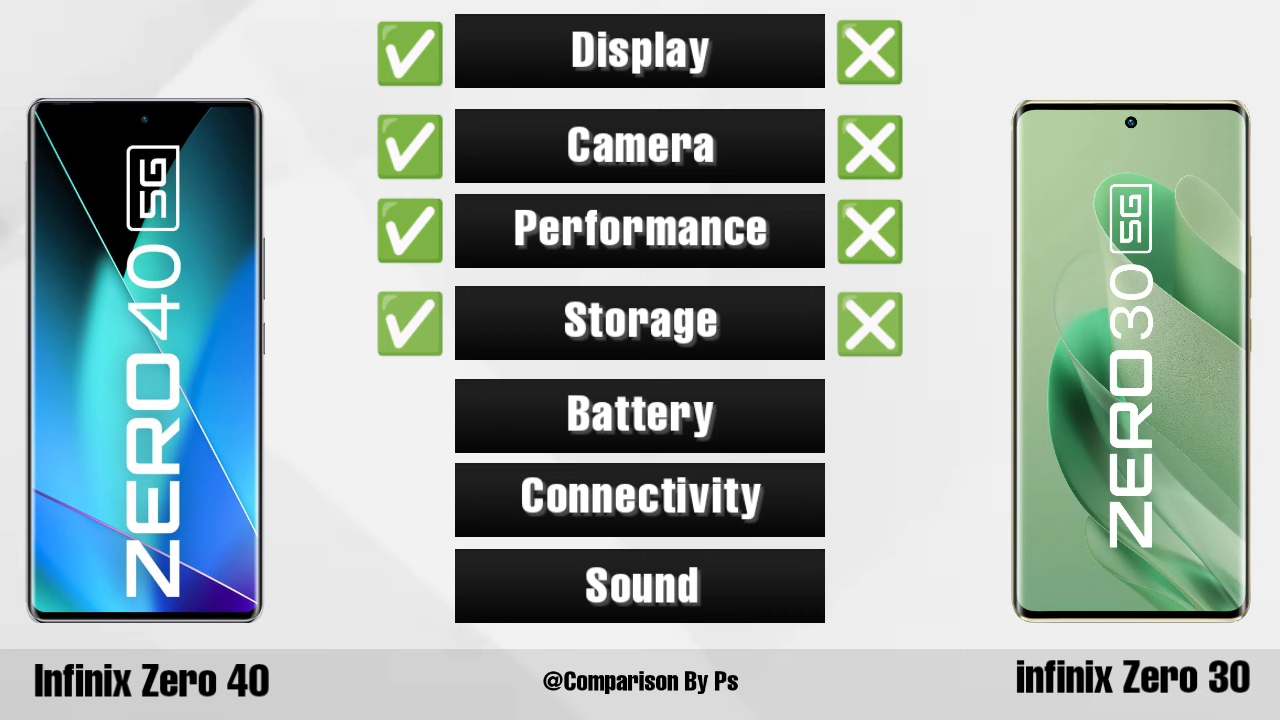 Display
Camera
Performance
Storage
Battery
Connectivity
Sound
ZERO 40 5G
ZERO 30 5G
Infinix Zero 40
@Comparison By Ps
infinix Zero 30